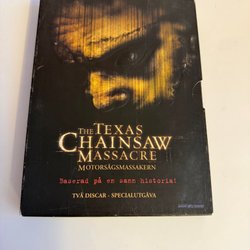 THE TEXAS
CHAINSAW
MASSACRE
MOTORSÅGSMASSAKERN
Baserad på en sann historia!
TVÅ DISCAR - SPECIALUTGÅVA